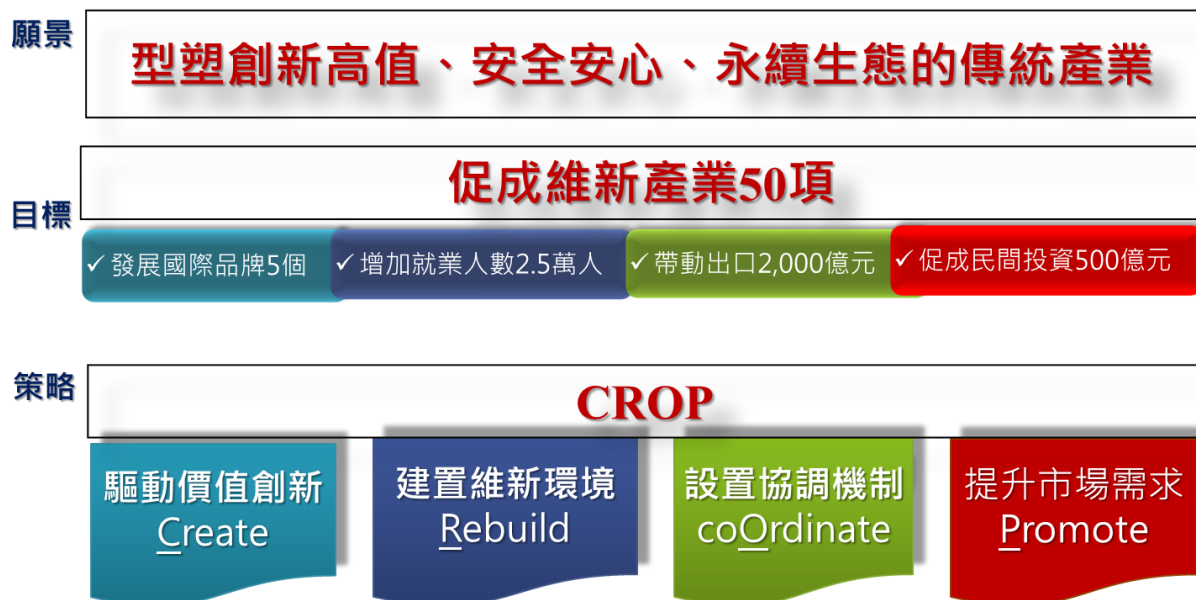 願景
型塑創新高值、安全安心、永續生態的傳統產業
目標
促成維新產業50項
✓發展國際品牌5個
✓增加就業人數2.5萬人
✓帶動出口2,000億元
✓促成民間投資500億元
策略
CROP
驅動價值創新
Create
建置維新環境
Rebuild
設置協調機制
coOrdinate
提升市場需求
Promote